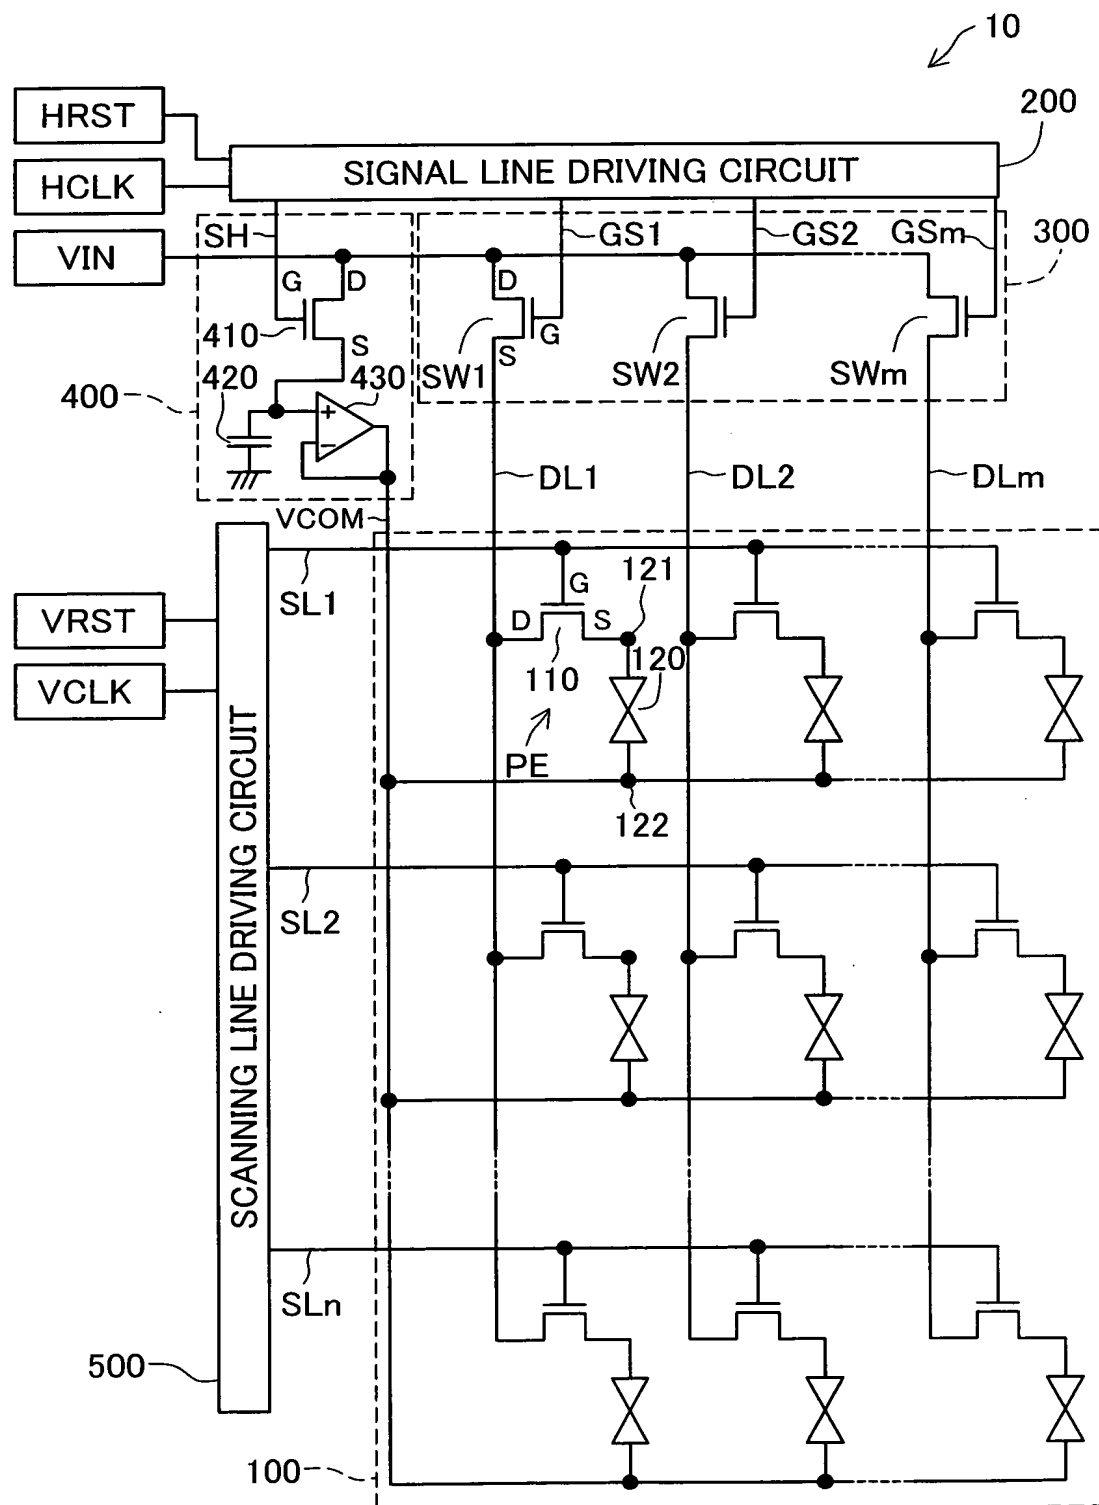 10
HRST
200
SIGNAL LINE DRIVING CIRCUIT
HCLK
SH
GS1
GS2
GSm
300
VIN
G
D
D
410
S
G
S
SW1
SW2
SWm
420
430
400
+
−
DL1
DL2
DLm
VCOM
SL1
G
121
VRST
D
S
120
110
VCLK
PE
122
SCANNING LINE DRIVING CIRCUIT
SL2
SLn
500
100